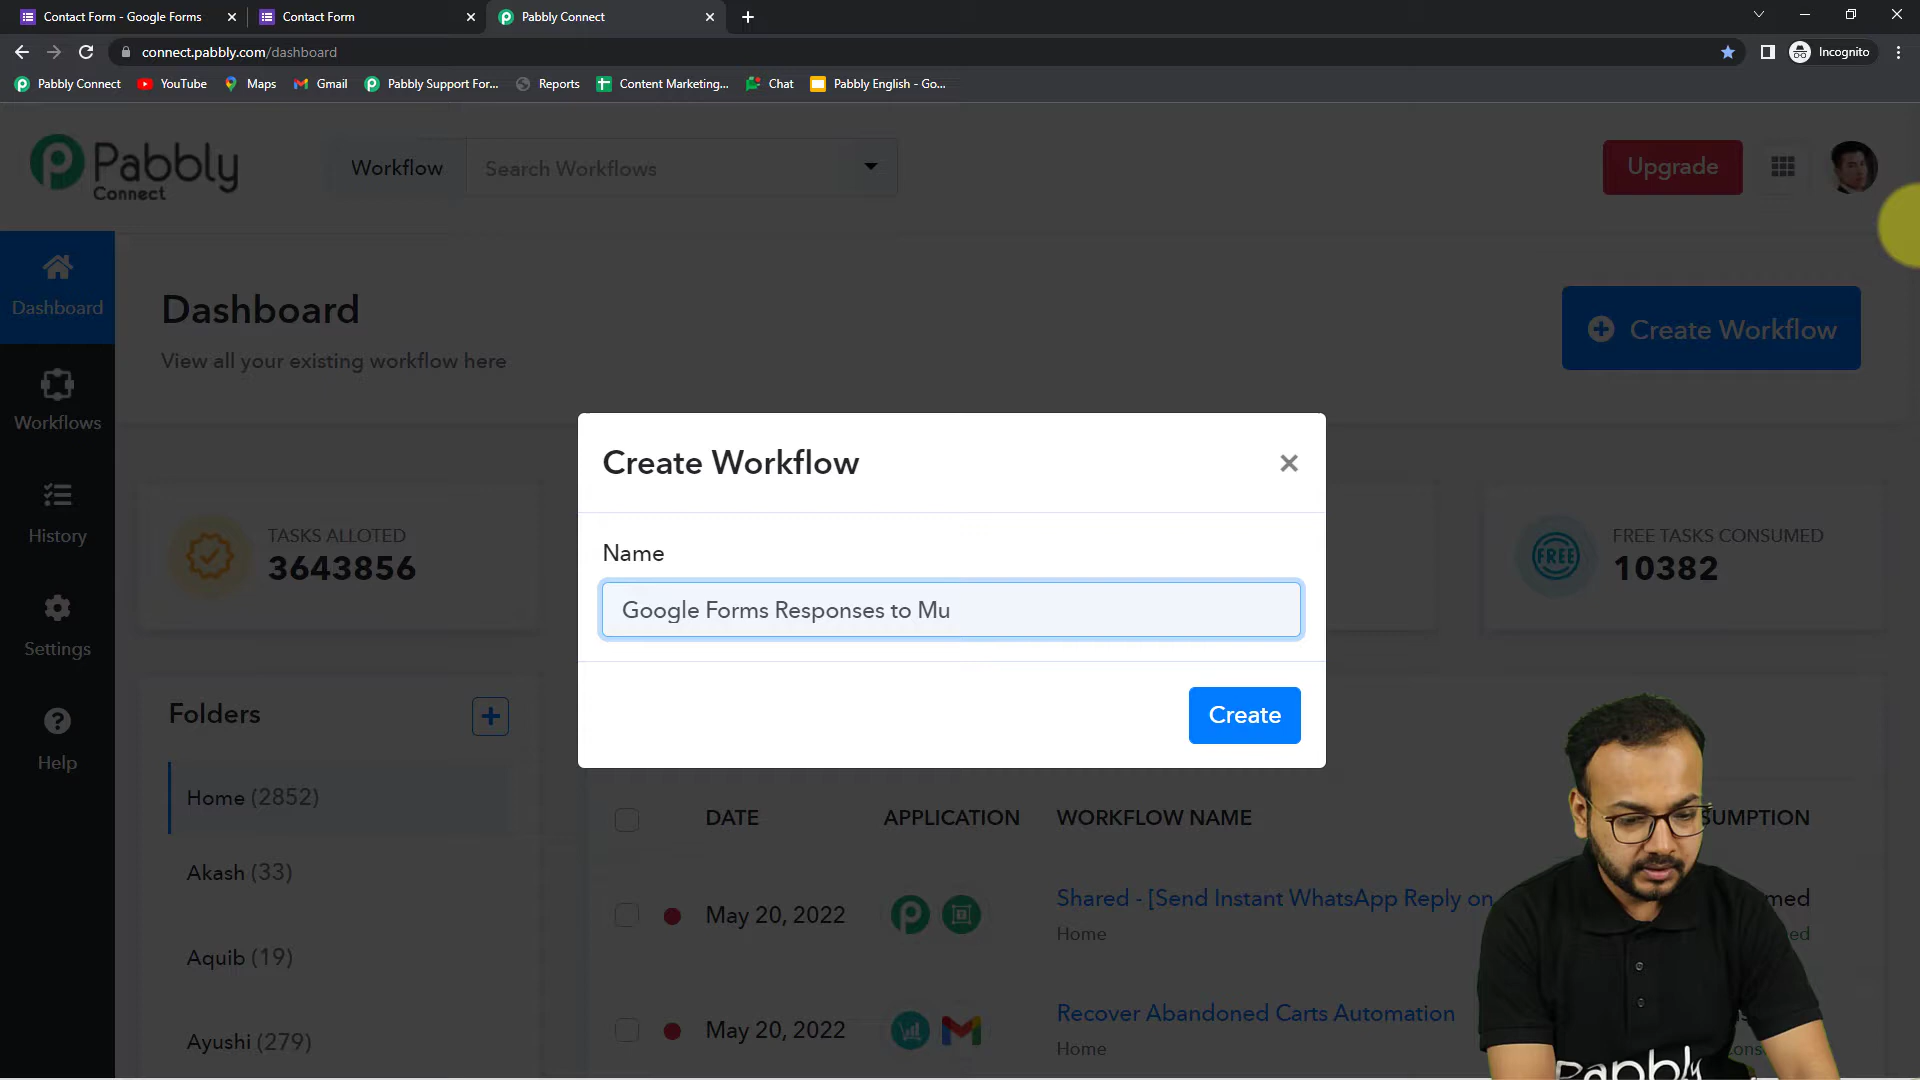 Contact Form - Google Forms
Contact Form
Pabbly Connect
connect.pabbly.com/dashboard
Incognito
Pabbly Connect
YouTube
Maps
Gmail
Pabbly Support For...
Reports
Content Marketing...
Chat
Pabbly English - Go...
Pabbly
Connect
Workflow
Search Workflows
Upgrade
Dashboard
Dashboard
View all your existing workflow here
Create Workflow
Workflows
History
Settings
Help
Create Workflow
Name
Google Forms Responses to Mu
Create
TASKS ALLOTED
3643856
FREE TASKS CONSUMED
FREE
10382
Folders
Home (2852)
Akash (33)
Aquib (19)
Ayushi (279)
DATE
APPLICATION
WORKFLOW NAME
SUMPTION
May 20, 2022
Shared - [Send Instant WhatsApp Reply on
Home
May 20, 2022
Recover Abandoned Carts Automation
Home
Pabbly